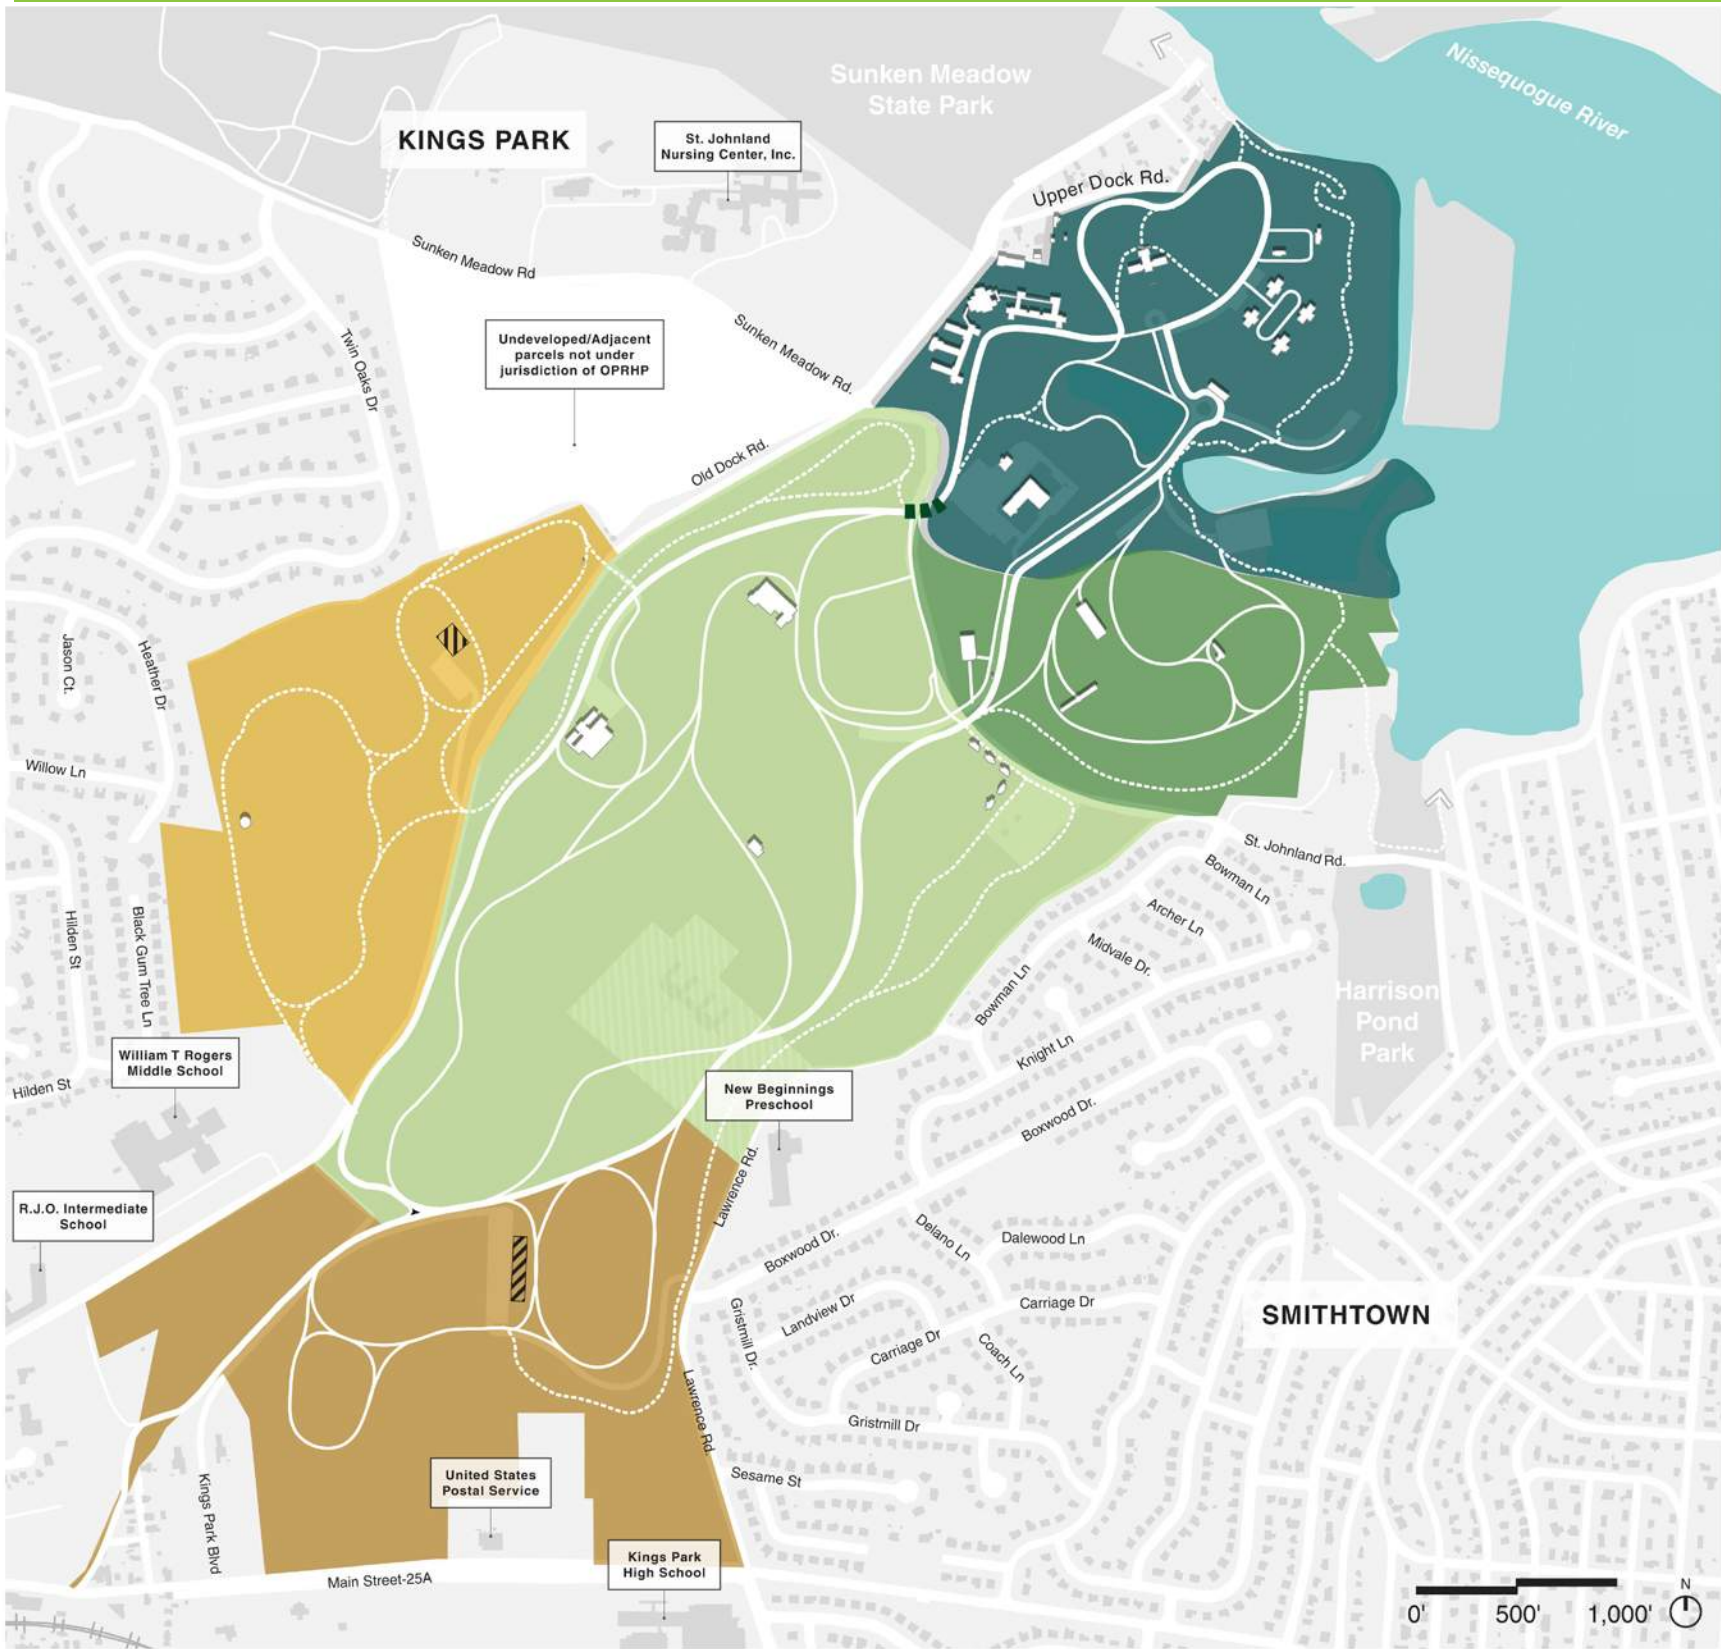 Nissequogue River
Sunken Meadow
State Park
KINGS PARK
St. Johnland
Nursing Center, Inc.
Upper Dock Rd.
Sunken Meadow Rd
Sunken Meadow Rd.
Undeveloped/Adjacent
parcels not under
jurisdiction of OPRHP
Twin Oaks Dr
Old Dock Rd.
Jason Ct.
Heather Dr
Willow Ln
St. Johnland Rd.
Bowman Ln
Archer Ln
Midvale Dr.
Hilden St
Black Gum Tree Ln
Bowman Ln
Harrison
Pond
Park
Knight Ln
William T Rogers
Middle School
Hilden St
New Beginnings
Preschool
Boxwood Dr.
R.J.O. Intermediate
School
Lawrence Rd.
Boxwood Dr.
Delano Ln
Dalewood Ln
Landview Dr
Carriage Dr
SMITHTOWN
Gristmill Dr.
Carriage Dr
Coach Ln
Lawrence Rd.
Gristmill Dr
Sesame St
United States
Postal Service
Kings Park Blvd
Kings Park
High School
Main Street-25A
N
0' 500' 1,000'